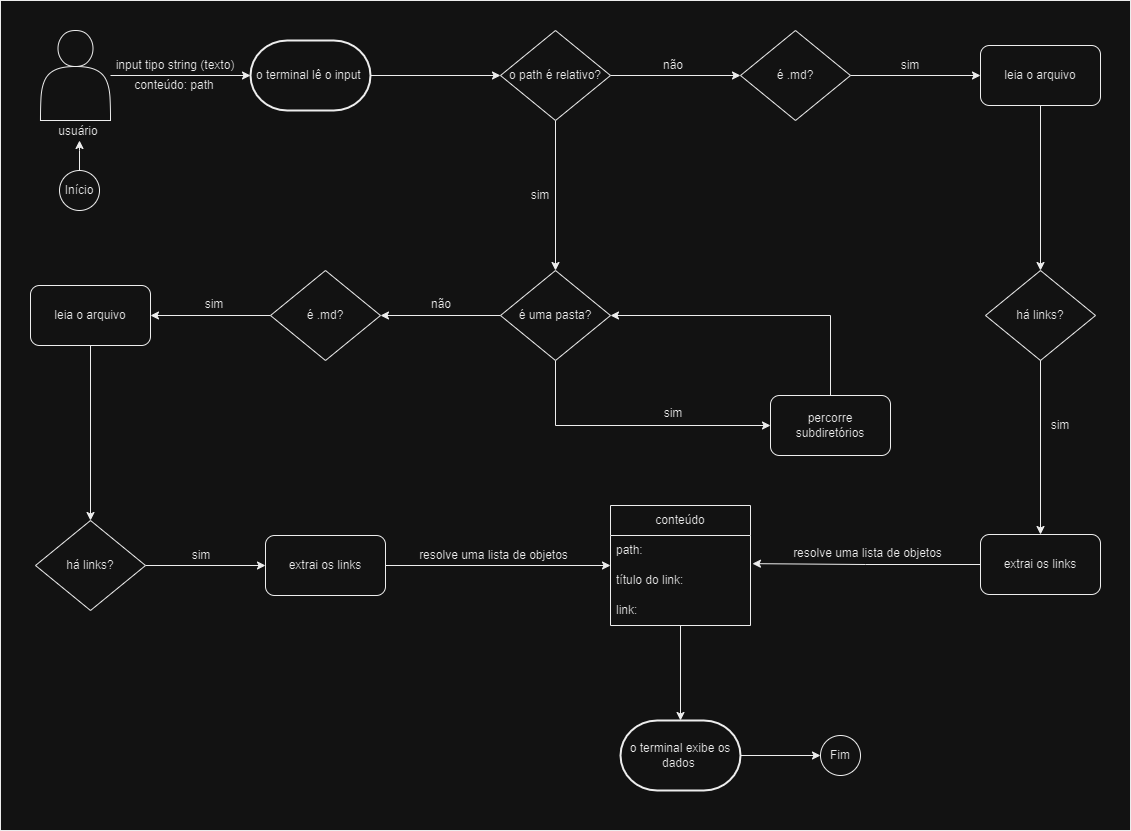 input tipo string (texto)
conteúdo: path
usuário
Início
o terminal lê o input
o path é relativo?
não
é .md?
sim
leia o arquivo
sim
leia o arquivo
sim
é .md?
não
é uma pasta?
há links?
sim
percorre
subdiretórios
sim
há links?
sim
extrai os links
resolve uma lista de objetos
conteúdo
path:
título do link:
link:
resolve uma lista de objetos
extrai os links
o terminal exibe os
dados
Fim